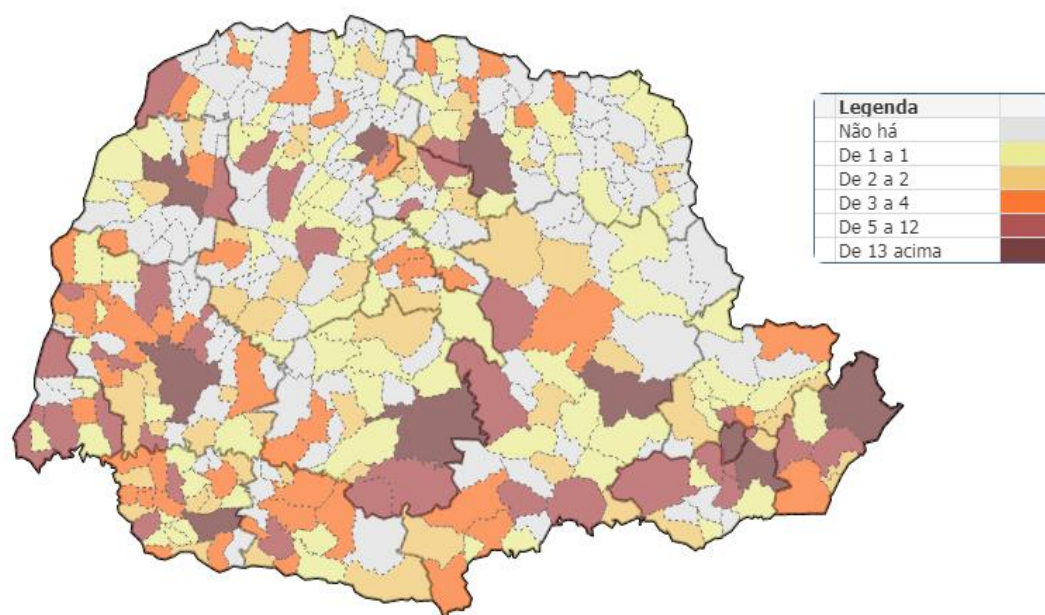 Legenda
Não há
De 1 a 1
De 2 a 2
De 3 a 4
De 5 a 12
De 13 acima